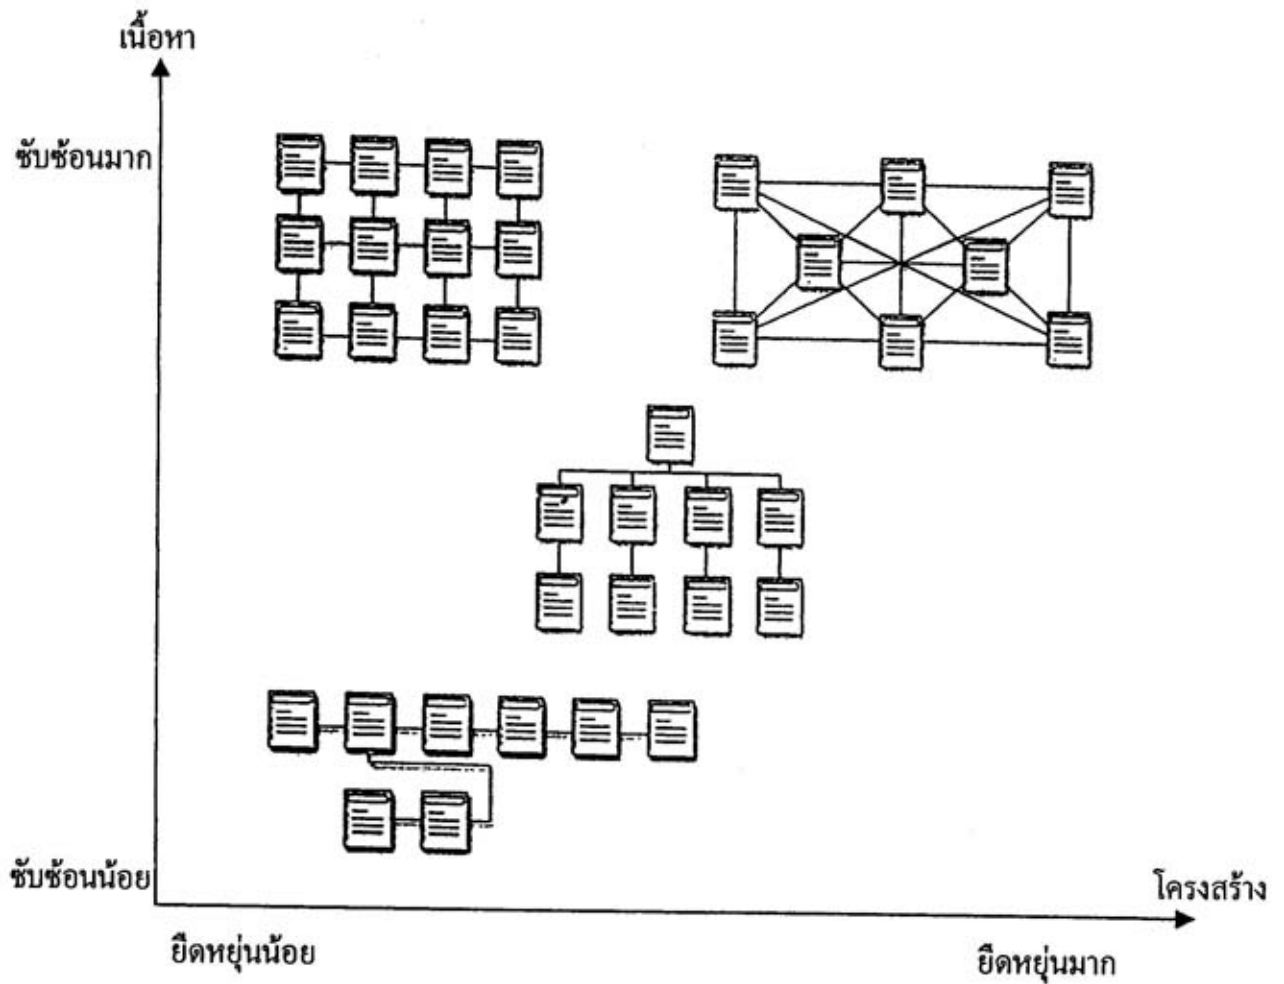 เนื้อหา
ซับซ้อนมาก
ซับซ้อนน้อย
โครงสร้าง
ยืดหยุ่นน้อย
ยืดหยุ่นมาก